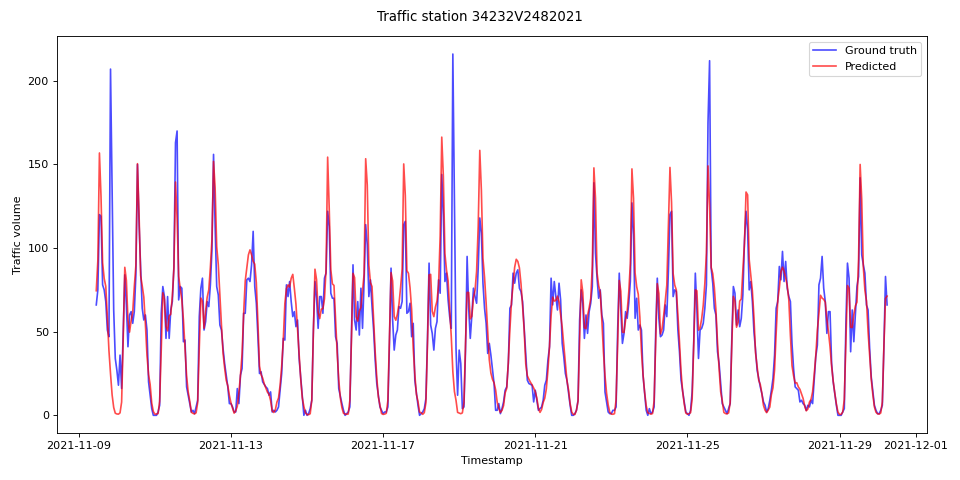 Traffic station 34232V2482021
Ground truth
Predicted
Traffic volume
200
150
100
50
0
2021-11-09
2021-11-13
2021-11-17
2021-11-21
2021-11-25
2021-11-29
2021-12-01
Timestamp